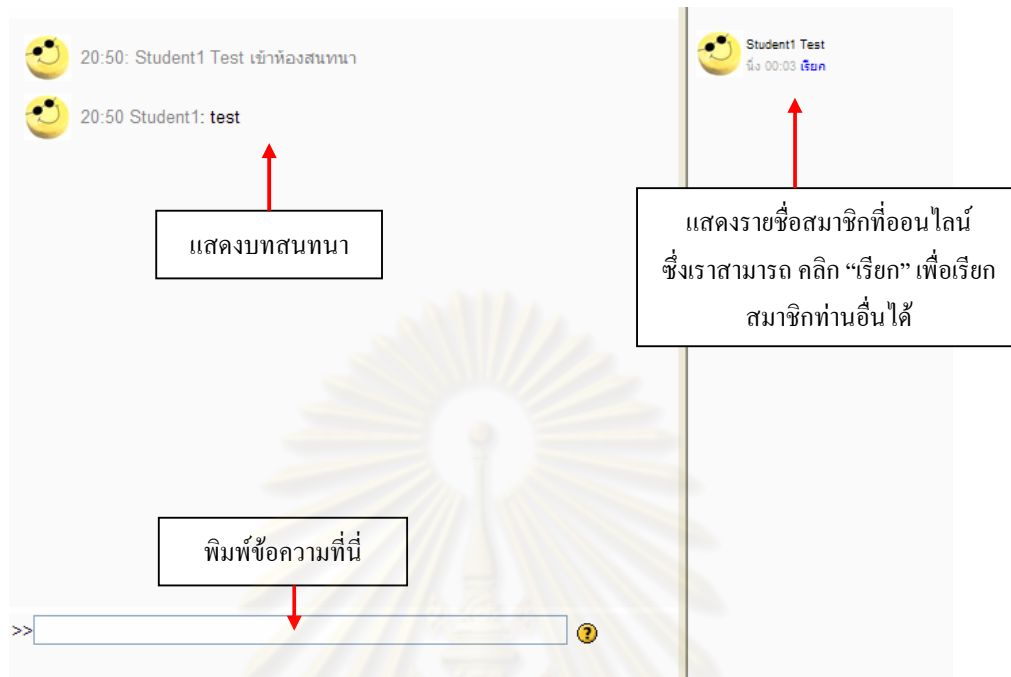 20:50: Student1 Test เข้าห้องสนทนา
20:50 Student1: test
แสดงบทสนทนา
พิมพ์ข้อความที่นี่
>>
?
Student1 Test
นิ่ง 00:03 เรียก
แสดงรายชื่อสมาชิกที่ออนไลน์
ซึ่งเราสามารถ คลิก “เรียก” เพื่อเรียก
สมาชิกท่านอื่นได้